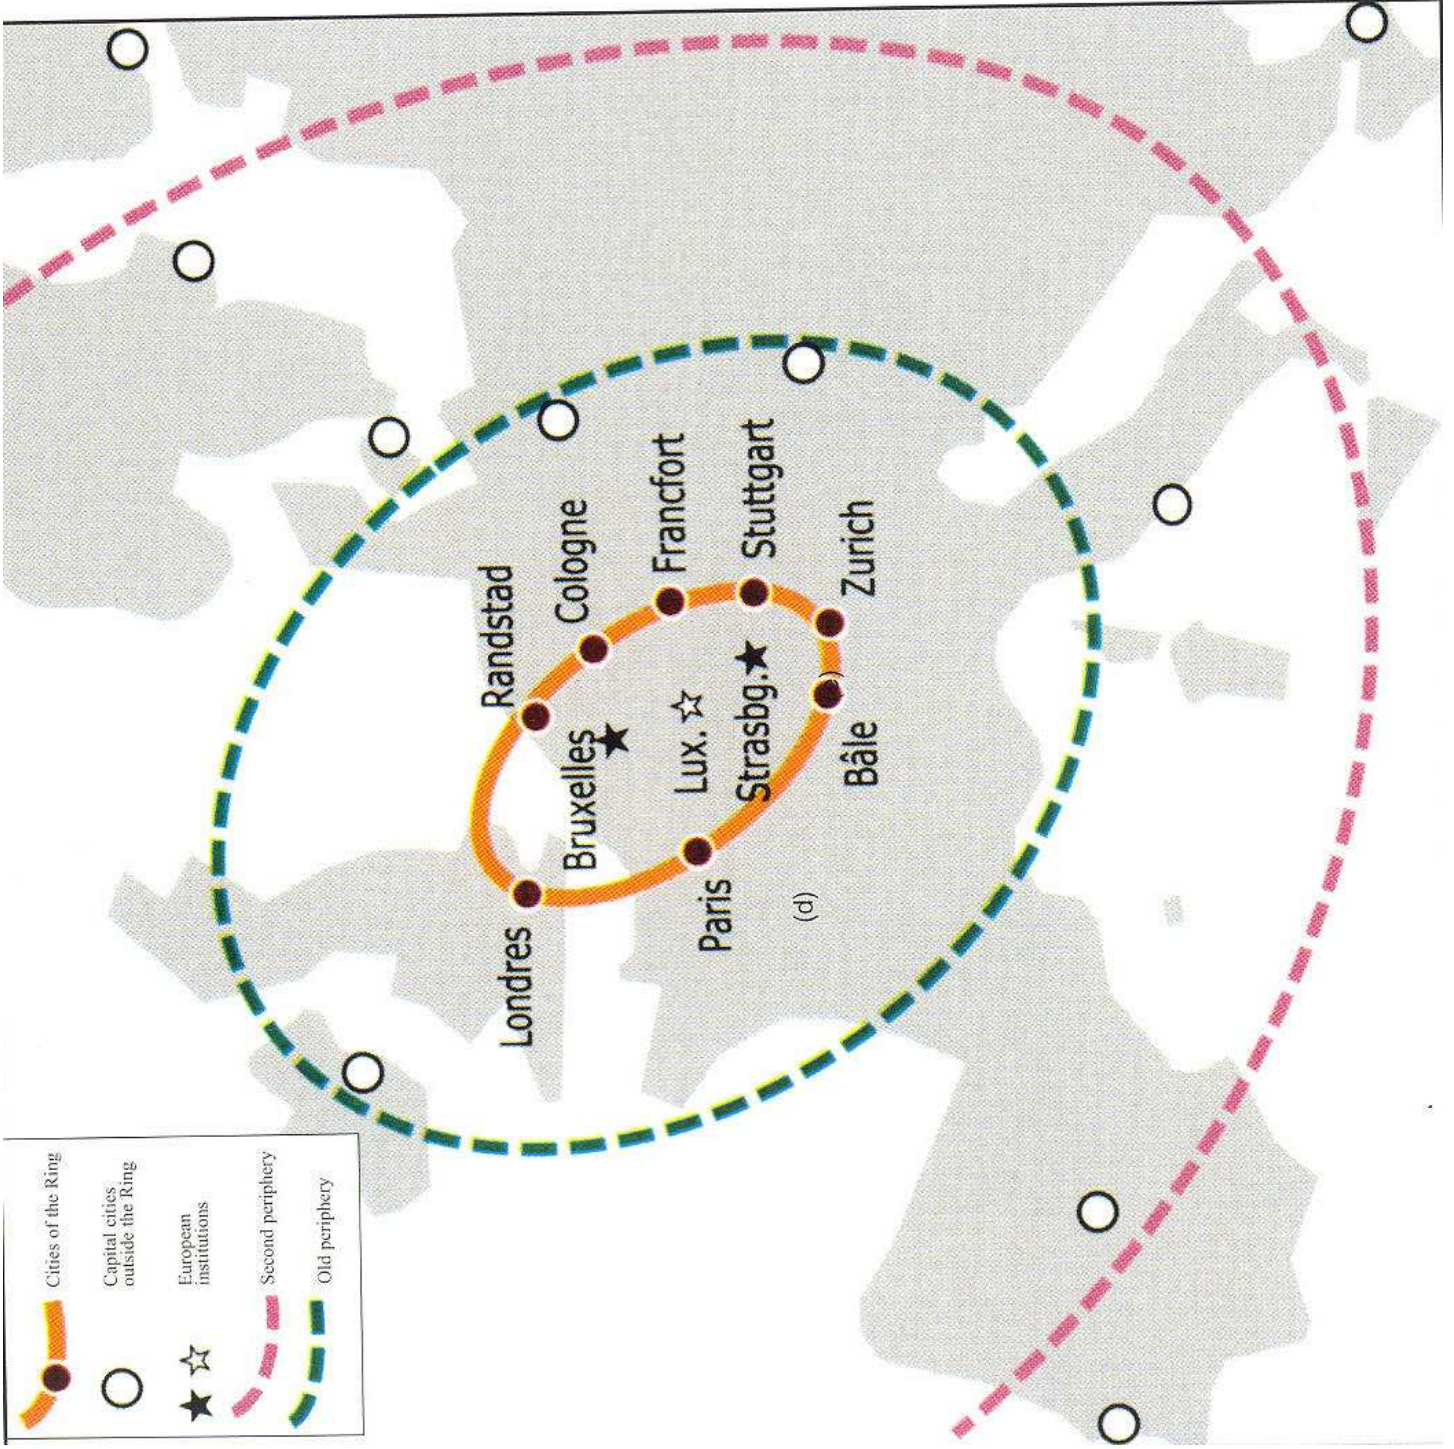 Cities of the Ring
Capital cities
outside the Ring
European
institutions
Second periphery
Old periphery
Londres
Randstad
Bruxelles
Cologne
Paris
Lux.
Francfort
Strasbg.
Stuttgart
(d)
Bâle
Zurich